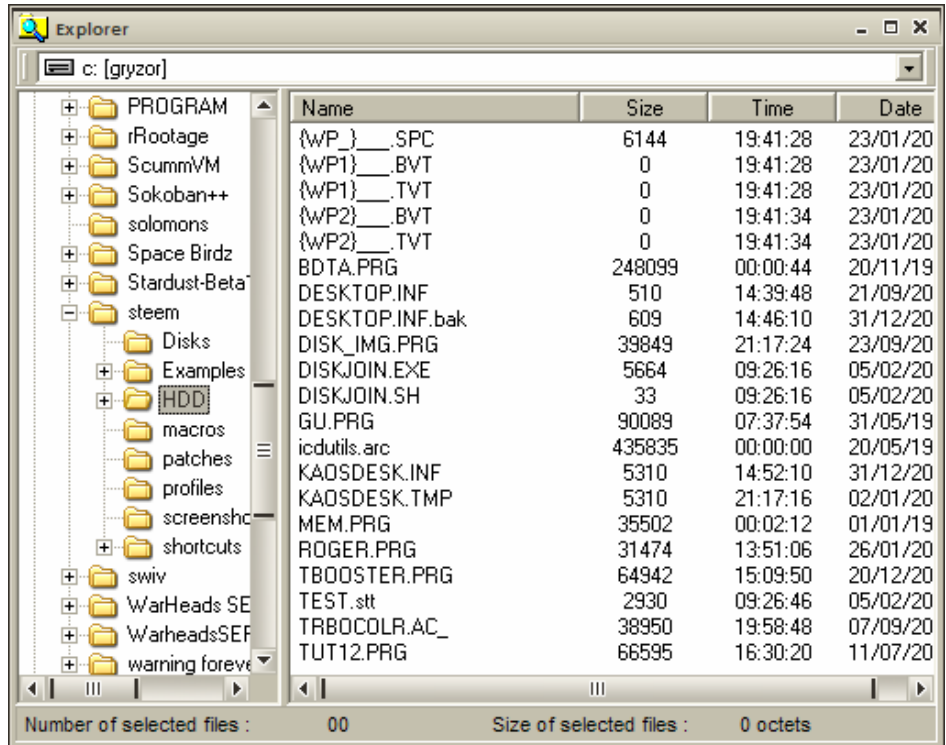 Explorer
c: [gryzor]
PROGRAM
rRootage
ScummVM
Sokoban++
solomons
Space Birdz
Stardust-Beta
steem
Disks
Examples
HDD
macros
patches
profiles
screensho
shortcuts
swiv
WarHeads SE
WarheadsSER
warning foreve
Name Size Time Date
{WP_}___.SPC 6144 19:41:28 23/01/20
{WP1}___.BVT 0 19:41:28 23/01/20
{WP1}___.TVT 0 19:41:28 23/01/20
{WP2}___.BVT 0 19:41:34 23/01/20
{WP2}___.TVT 0 19:41:34 23/01/20
BDTA.PRG 248099 00:00:44 20/11/19
DESKTOP.INF 510 14:39:48 21/09/20
DESKTOP.INF.bak 609 14:46:10 31/12/20
DISK_IMG.PRG 39849 21:17:24 23/09/20
DISKJOIN.EXE 5664 09:26:16 05/02/20
DISKJOIN.SH 33 09:26:16 05/02/20
GU.PRG 90089 07:37:54 31/05/19
icdutils.arc 435835 00:00:00 20/05/19
KAOSDESK.INF 5310 14:52:10 31/12/20
KAOSDESK.TMP 5310 21:17:16 02/01/20
MEM.PRG 35502 00:02:12 01/01/19
ROGER.PRG 31474 13:51:06 26/01/20
TBOOSTER.PRG 64942 15:09:50 20/12/20
TEST.stt 2930 09:26:46 05/02/20
TRBOCOLR.AC_ 38950 19:58:48 07/09/20
TUT12.PRG 66595 16:30:20 11/07/20
Number of selected files : 00 Size of selected files : 0 octets